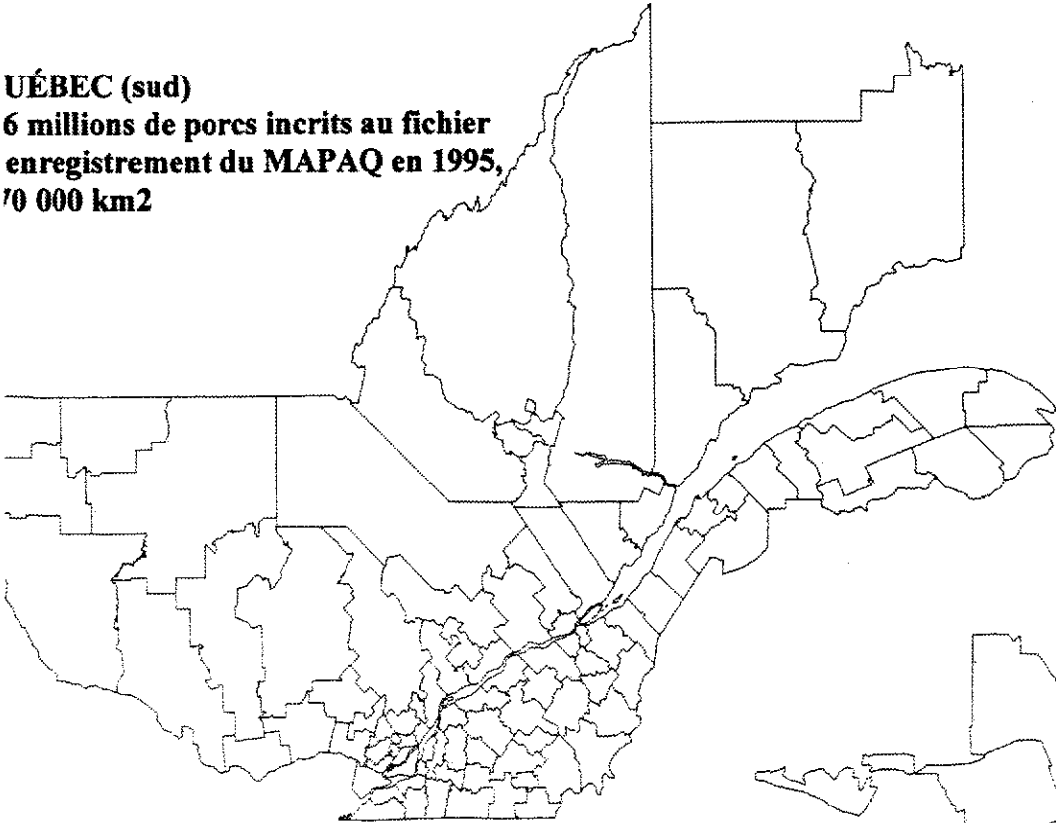 UÉBEC (sud)
6 millions de porcs incrits au fichier
enregistrement du MAPAQ en 1995,
0 000 km2